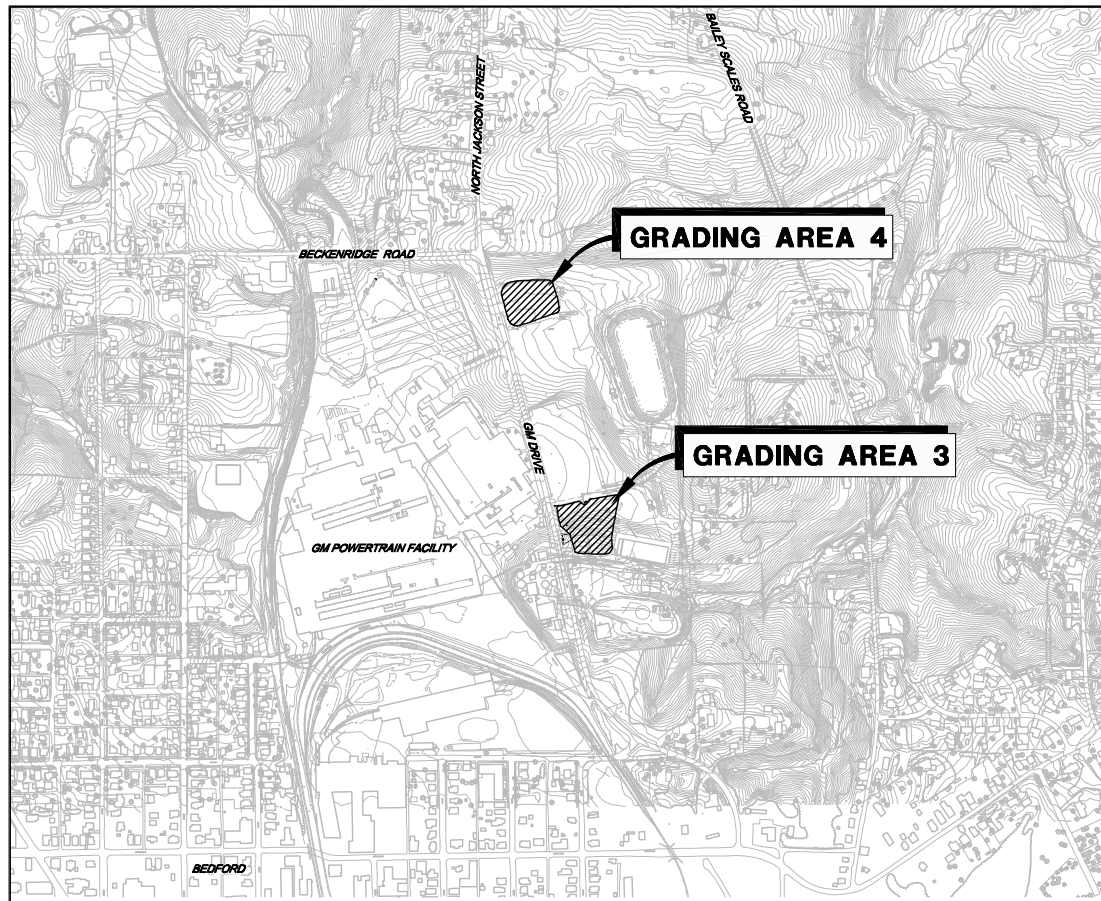 BAILEY SCALES ROAD
NORTH JACKSON STREET
GRADING AREA 4
BECKENRIDGE ROAD
GM DRIVE
GRADING AREA 3
GM POWERTRAIN FACILITY
BEDFORD